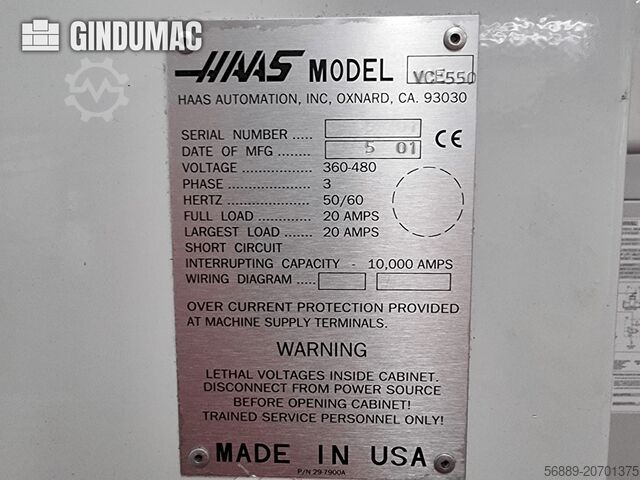 GINDUMAC
HAAS MODEL VCE550
HAAS AUTOMATION, INC, OXNARD, CA. 93030
SERIAL NUMBER .....
DATE OF MFG ........ 5 01 CE
VOLTAGE .................. 360-480
PHASE ...................... 3
HERTZ ..................... 50/60
FULL LOAD .............. 20 AMPS
LARGEST LOAD ....... 20 AMPS
SHORT CIRCUIT
INTERRUPTING CAPACITY - 10,000 AMPS
WIRING DIAGRAM .....
OVER CURRENT PROTECTION PROVIDED
AT MACHINE SUPPLY TERMINALS.
WARNING
LETHAL VOLTAGES INSIDE CABINET.
DISCONNECT FROM POWER SOURCE
BEFORE OPENING CABINET!
TRAINED SERVICE PERSONNEL ONLY!
MADE IN USA
P/N 29-7900A
56889-20701375